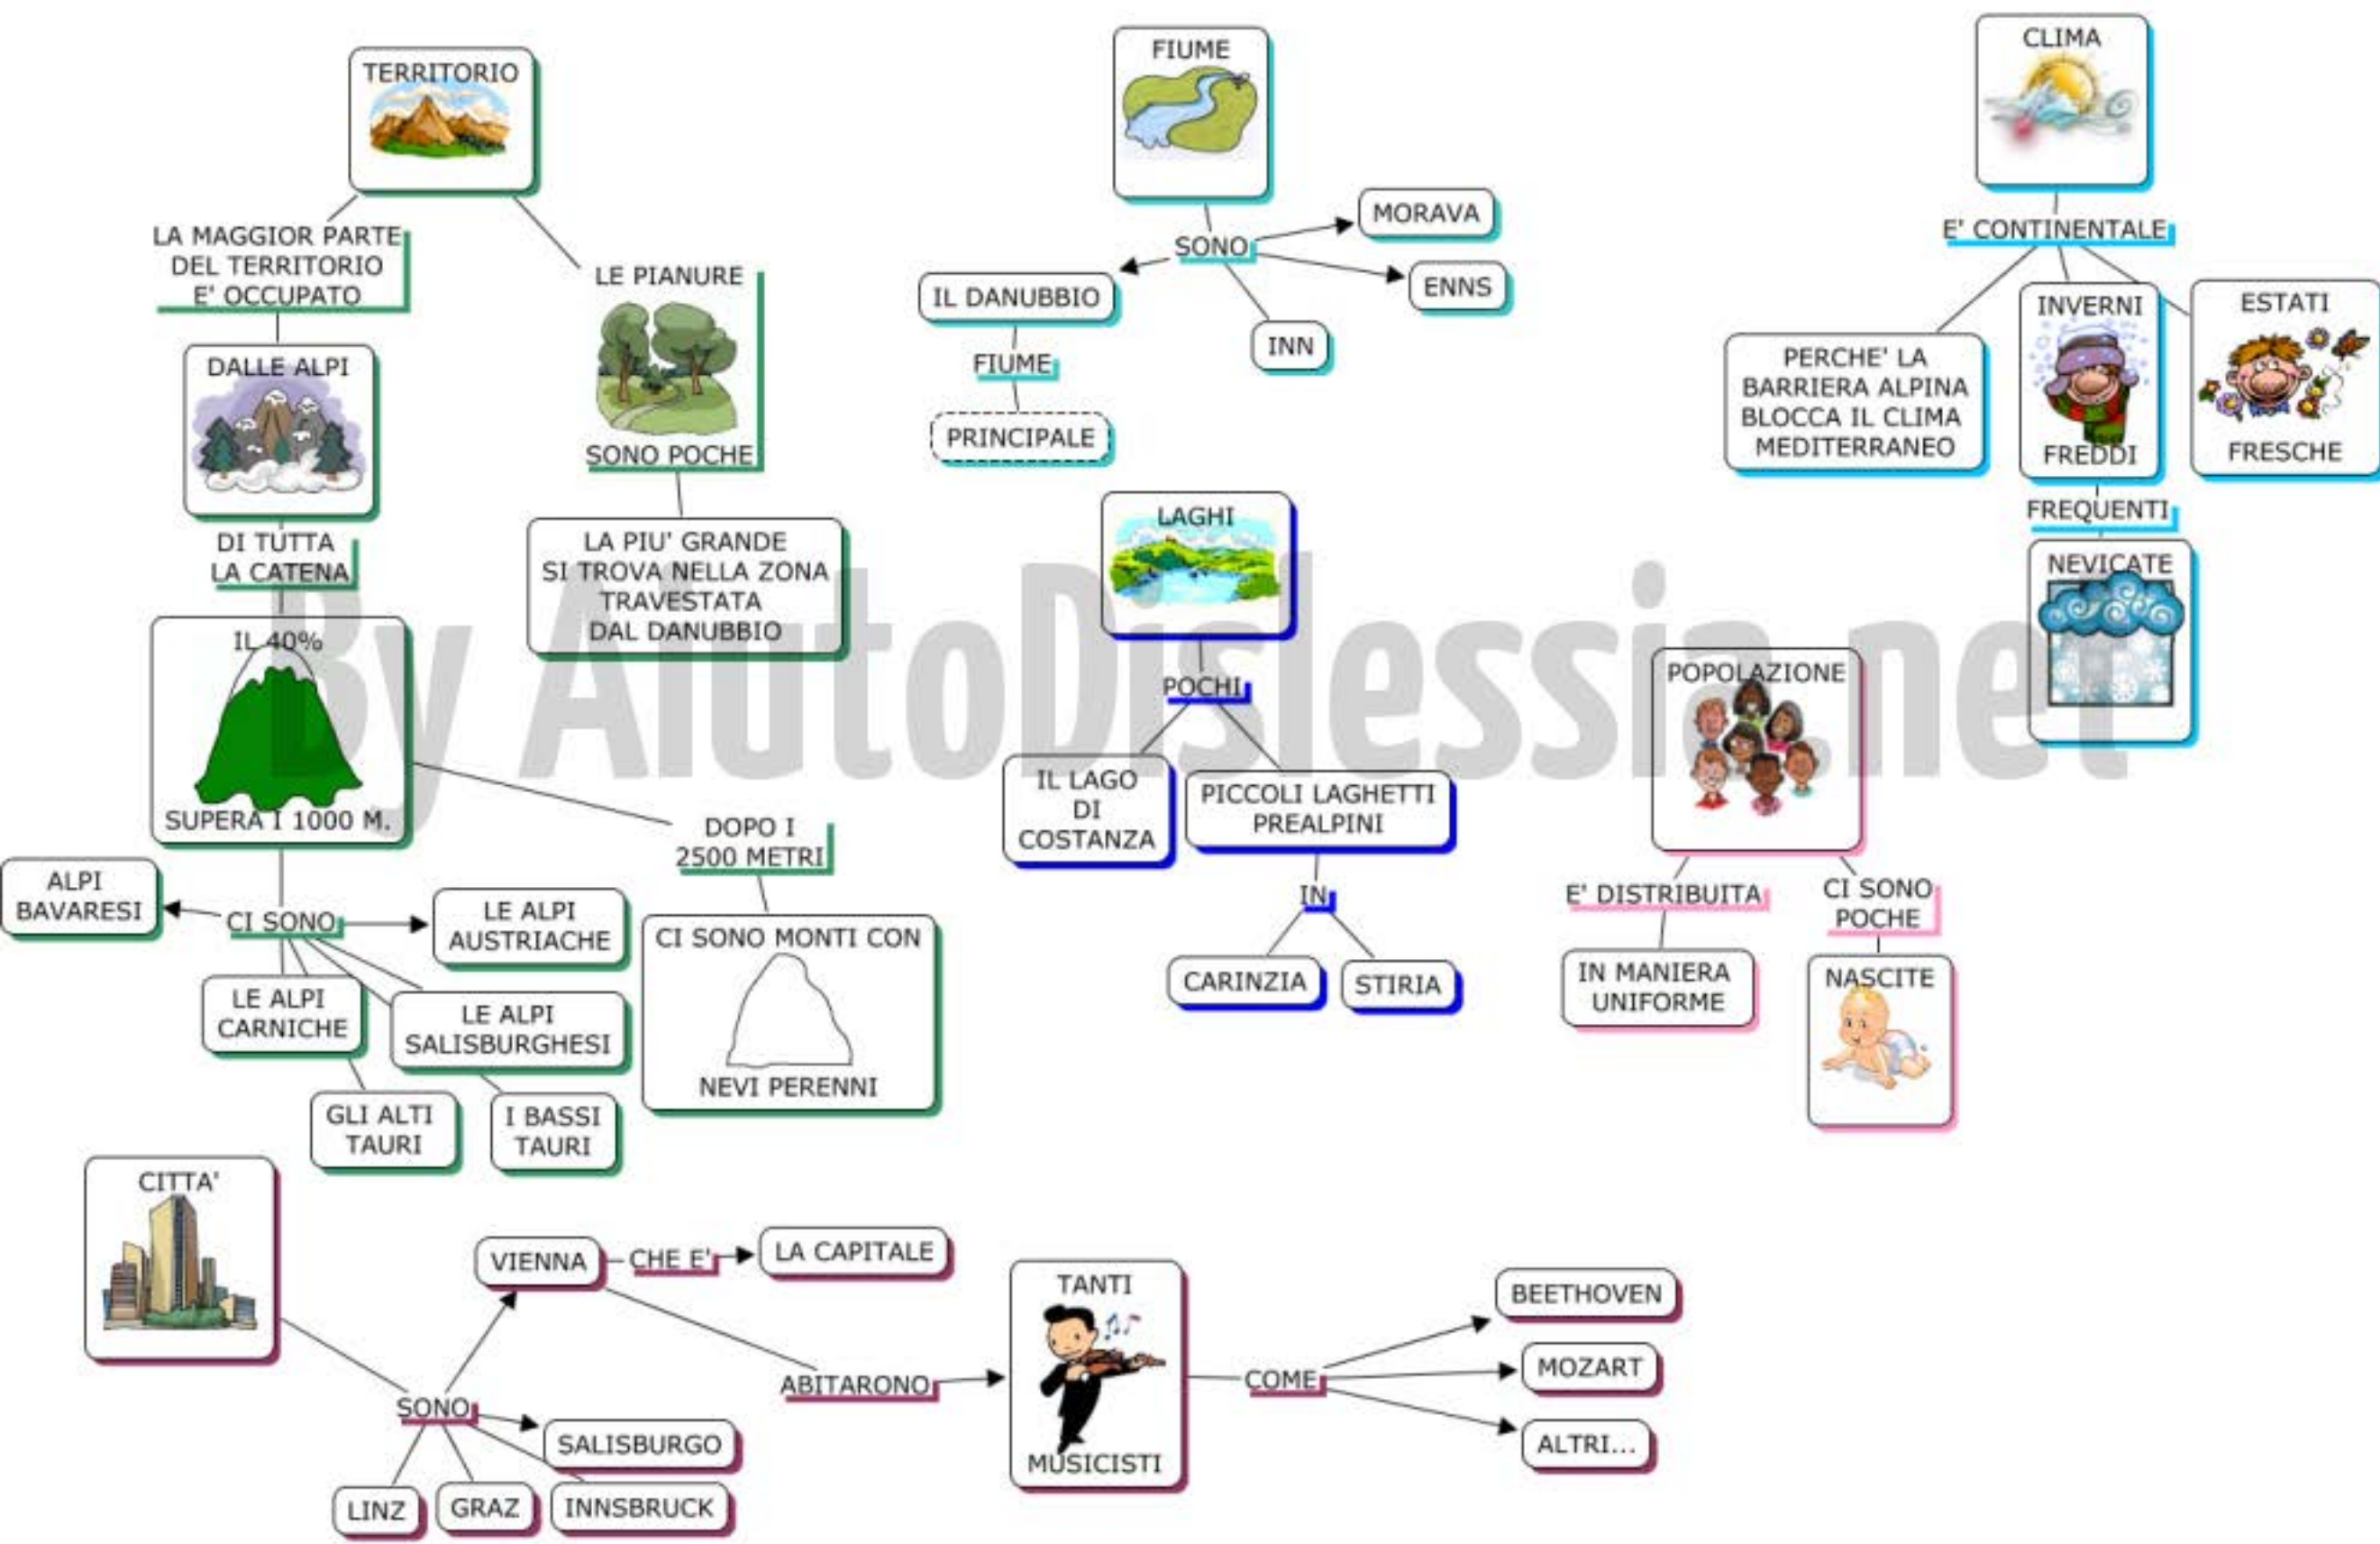 TERRITORIO
LA MAGGIOR PARTE
DEL TERRITORIO
E' OCCUPATO
DALLE ALPI
DI TUTTA
LA CATENA
IL 40%
SUPERA I 1000 M.
CI SONO
ALPI
BAVARESI
LE ALPI
AUSTRIACHE
LE ALPI
CARNICHE
LE ALPI
SALISBURGHESI
GLI ALTI
TAURI
I BASSI
TAURI
DOPO I
2500 METRI
CI SONO MONTI CON
NEVI PERENNI
LE PIANURE
SONO POCHE
LA PIU' GRANDE
SI TROVA NELLA ZONA
TRAVESTATA
DAL DANUBBIO
FIUME
SONO
MORAVA
ENNS
INN
IL DANUBBIO
FIUME
PRINCIPALE
LAGHI
POCHI
IL LAGO
DI
COSTANZA
PICCOLI LAGHETTI
PREALPINI
IN
CARINZIA
STIRIA
CLIMA
E' CONTINENTALE
PERCHE' LA
BARRIERA ALPINA
BLOCCA IL CLIMA
MEDITERRANEO
INVERNI
FREDDI
FREQUENTI
NEVICATE
ESTATI
FRESCHE
POPOLAZIONE
E' DISTRIBUITA
IN MANIERA
UNIFORME
CI SONO
POCHE
NASCITE
CITTA'
SONO
VIENNA
CHE E'
LA CAPITALE
SALISBURGO
LINZ
GRAZ
INNSBRUCK
ABITARONO
TANTI
MUSICISTI
COME
BEETHOVEN
MOZART
ALTRI...
By AiutoDislessia.net